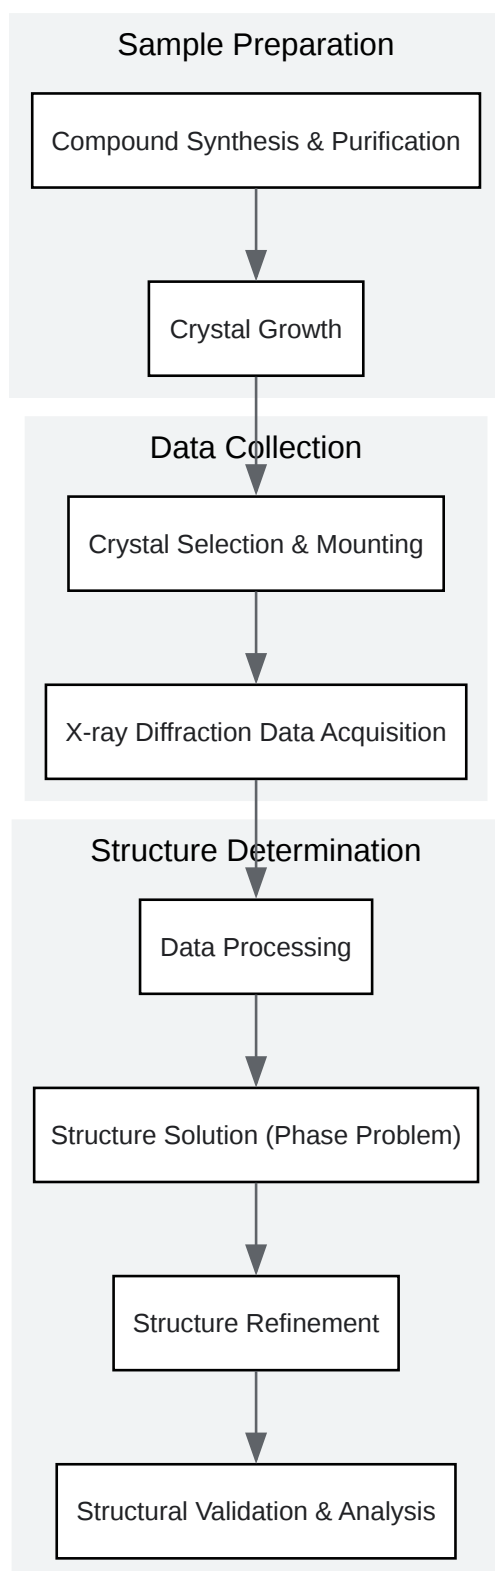 Sample Preparation
Compound Synthesis & Purification
Crystal Growth
Data Collection
Crystal Selection & Mounting
X-ray Diffraction Data Acquisition
Structure Determination
Data Processing
Structure Solution (Phase Problem)
Structure Refinement
Structural Validation & Analysis